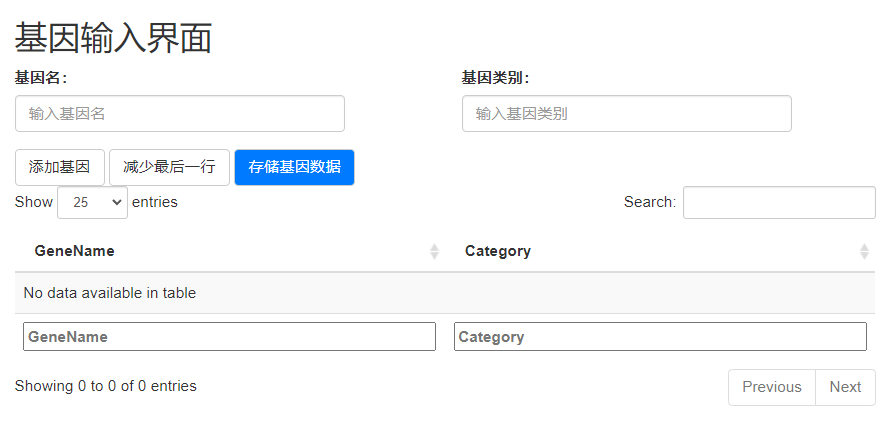 基因输入界面
基因名: 基因类别:
输入基因名 输入基因类别
添加基因 减少最后一行 存储基因数据
Show 25 entries Search:
GeneName Category
No data available in table
GeneName Category
Showing 0 to 0 of 0 entries Previous Next